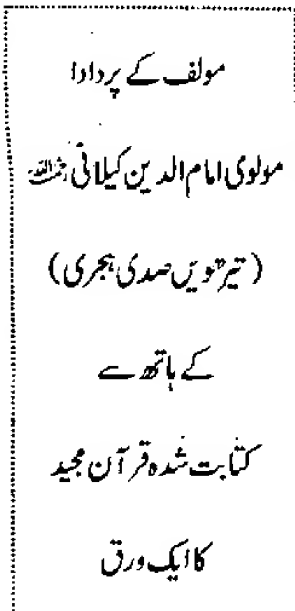 مولف کے پردادا
مولوی امام الدین کیلانی رحمہ اللہ
(تیرھویں صدی ہجری)
کے ہاتھ سے
کتابت شدہ قرآن مجید
کا ایک ورق